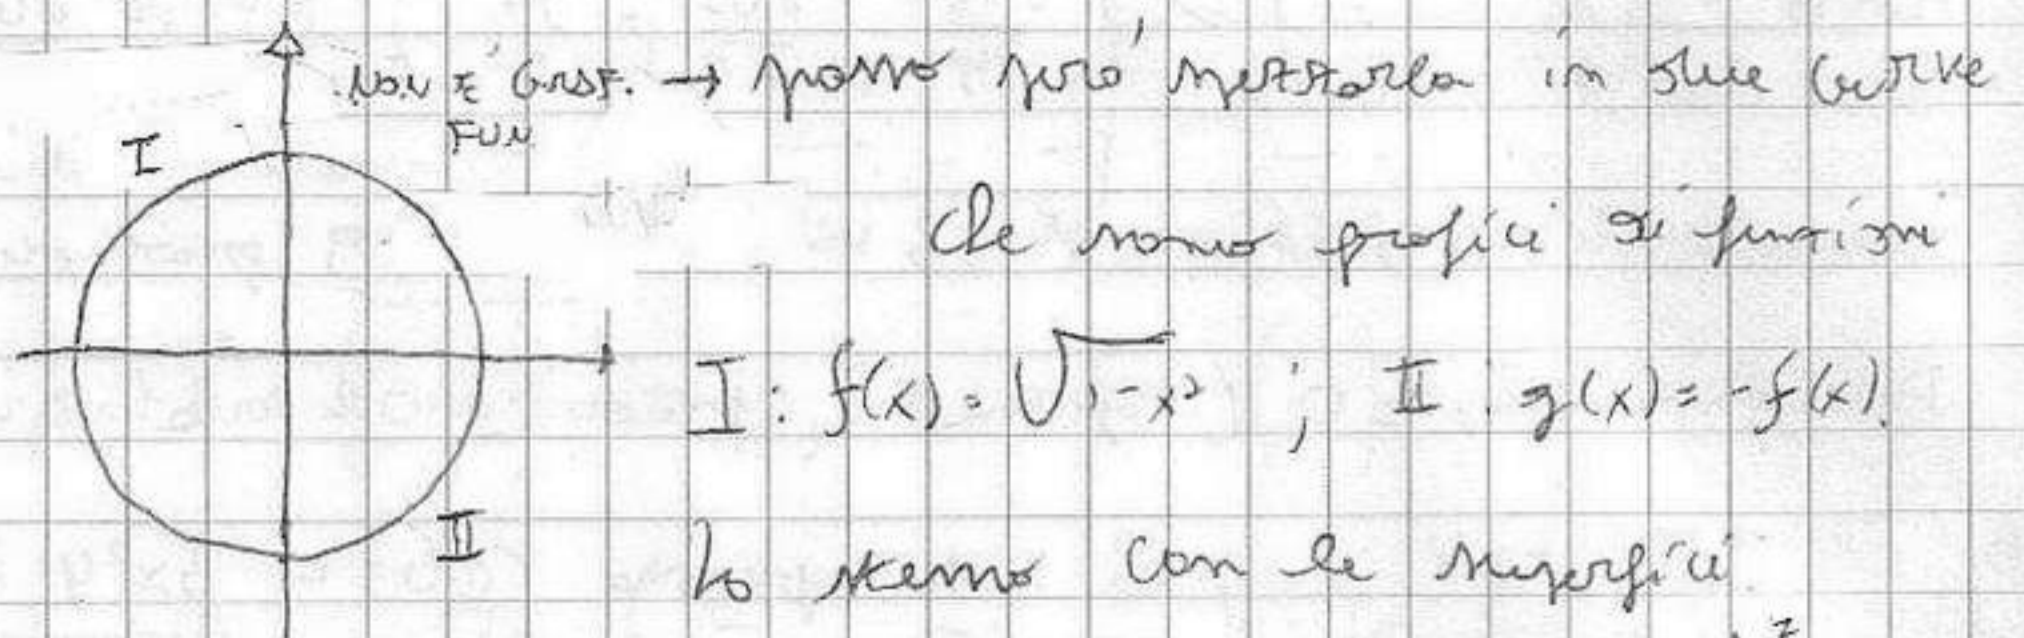 NON È GRAF. → posso però spezzarla in due curve
FUN
I
che sono grafici di funzioni
I: f(x) = √1-x² ; II: g(x) = -f(x).
II
Lo stesso con le superfici.
z